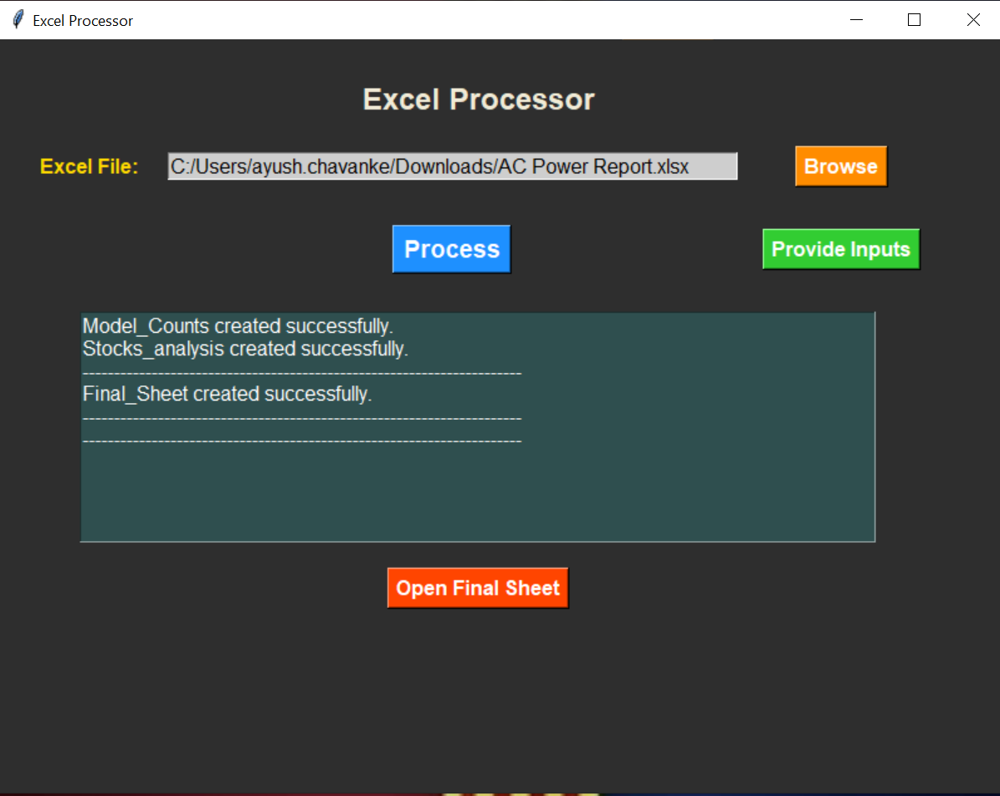 Excel Processor
Excel Processor
Excel File: C:/Users/ayush.chavanke/Downloads/AC Power Report.xlsx Browse
Process Provide Inputs
Model_Counts created successfully.
Stocks_analysis created successfully.
----------------------------------------------------------------------
Final_Sheet created successfully.
----------------------------------------------------------------------
----------------------------------------------------------------------
Open Final Sheet